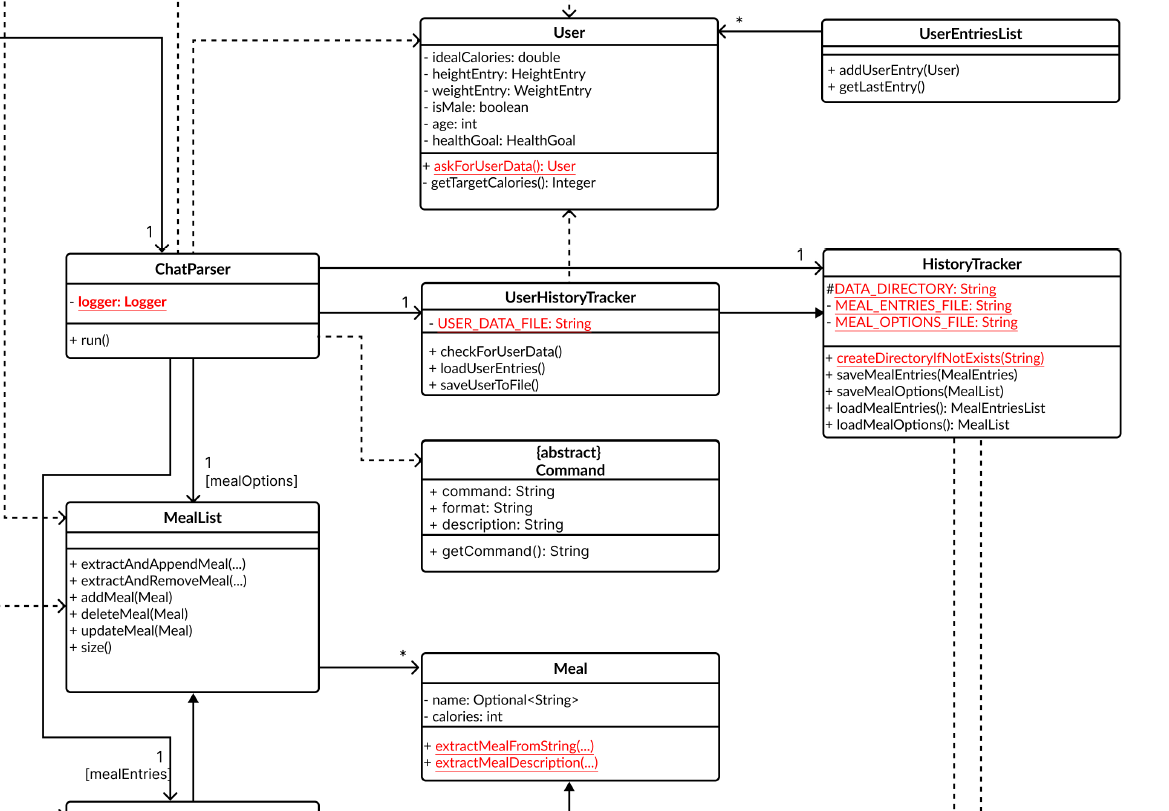 *
User
- idealCalories: double
- heightEntry: HeightEntry
- weightEntry: WeightEntry
- isMale: boolean
- age: int
- healthGoal: HealthGoal
+ askForUserData(): User
- getTargetCalories(): Integer
UserEntriesList
+ addUserEntry(User)
+ getLastEntry()
1
ChatParser
- logger: Logger
+ run()
1
1
UserHistoryTracker
- USER_DATA_FILE: String
+ checkForUserData()
+ loadUserEntries()
+ saveUserToFile()
HistoryTracker
#DATA_DIRECTORY: String
- MEAL_ENTRIES_FILE: String
- MEAL_OPTIONS_FILE: String
+ createDirectoryIfNotExists(String)
+ saveMealEntries(MealEntries)
+ saveMealOptions(MealList)
+ loadMealEntries(): MealEntriesList
+ loadMealOptions(): MealList
{abstract}
Command
+ command: String
+ format: String
+ description: String
+ getCommand(): String
1
[mealOptions]
MealList
+ extractAndAppendMeal(...)
+ extractAndRemoveMeal(...)
+ addMeal(Meal)
+ deleteMeal(Meal)
+ updateMeal(Meal)
+ size()
*
Meal
- name: Optional<String>
- calories: int
+ extractMealFromString(...)
+ extractMealDescription(...)
1
[mealEntries]